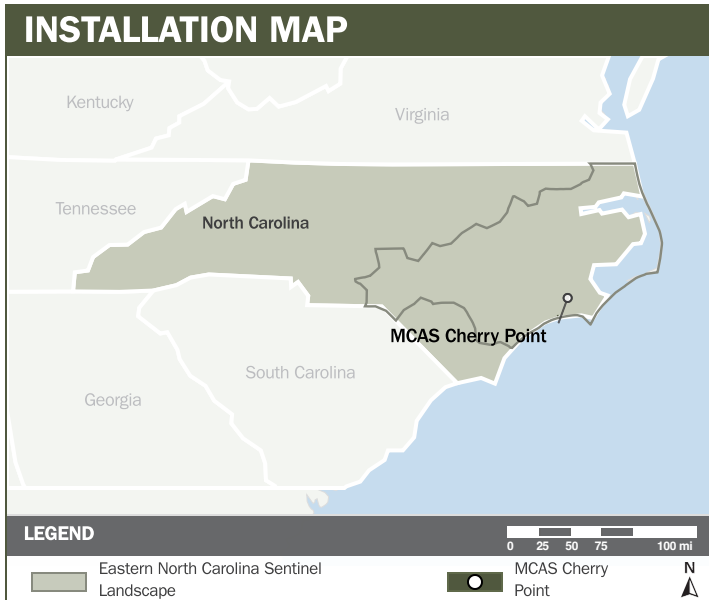 INSTALLATION MAP
Kentucky
Virginia
Tennessee
North Carolina
MCAS Cherry Point
South Carolina
Georgia
LEGEND
0 25 50 75 100 mi
Eastern North Carolina Sentinel
Landscape
MCAS Cherry
Point
N